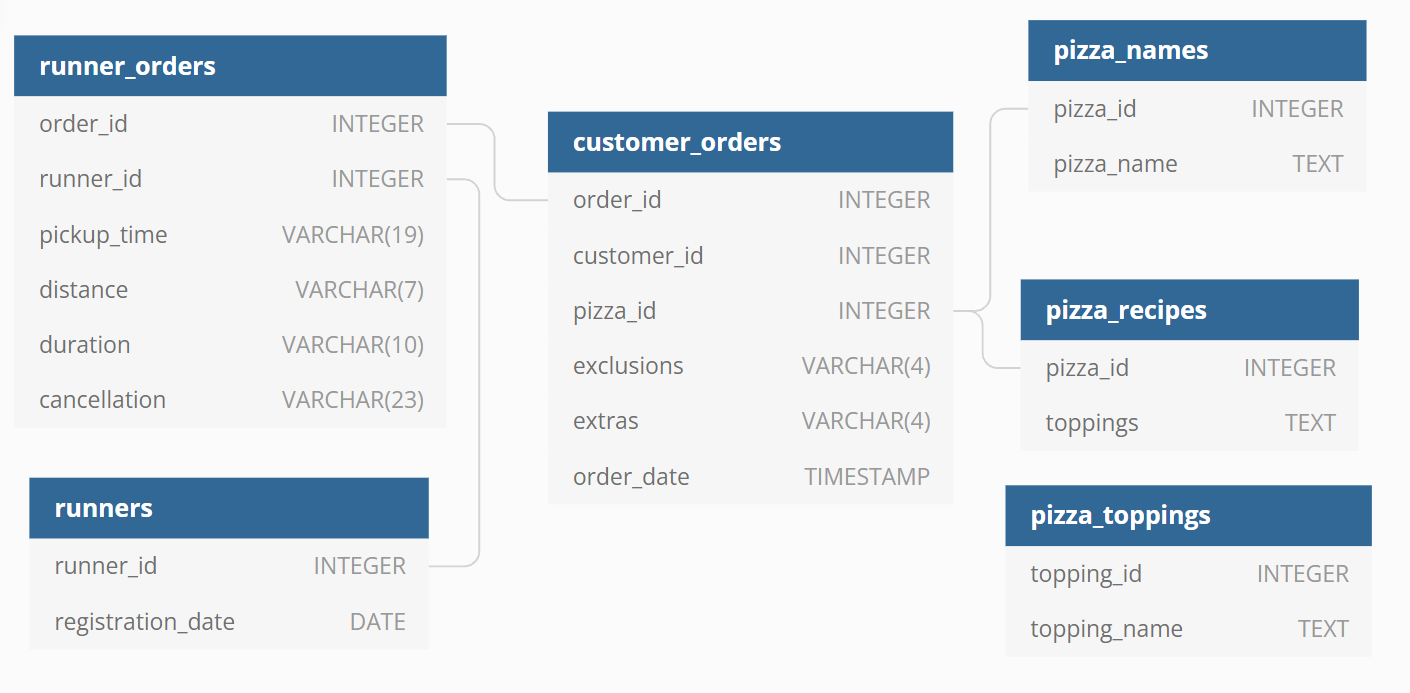 runner_orders
order_id INTEGER
runner_id INTEGER
pickup_time VARCHAR(19)
distance VARCHAR(7)
duration VARCHAR(10)
cancellation VARCHAR(23)
runners
runner_id INTEGER
registration_date DATE
customer_orders
order_id INTEGER
customer_id INTEGER
pizza_id INTEGER
exclusions VARCHAR(4)
extras VARCHAR(4)
order_date TIMESTAMP
pizza_names
pizza_id INTEGER
pizza_name TEXT
pizza_recipes
pizza_id INTEGER
toppings TEXT
pizza_toppings
topping_id INTEGER
topping_name TEXT